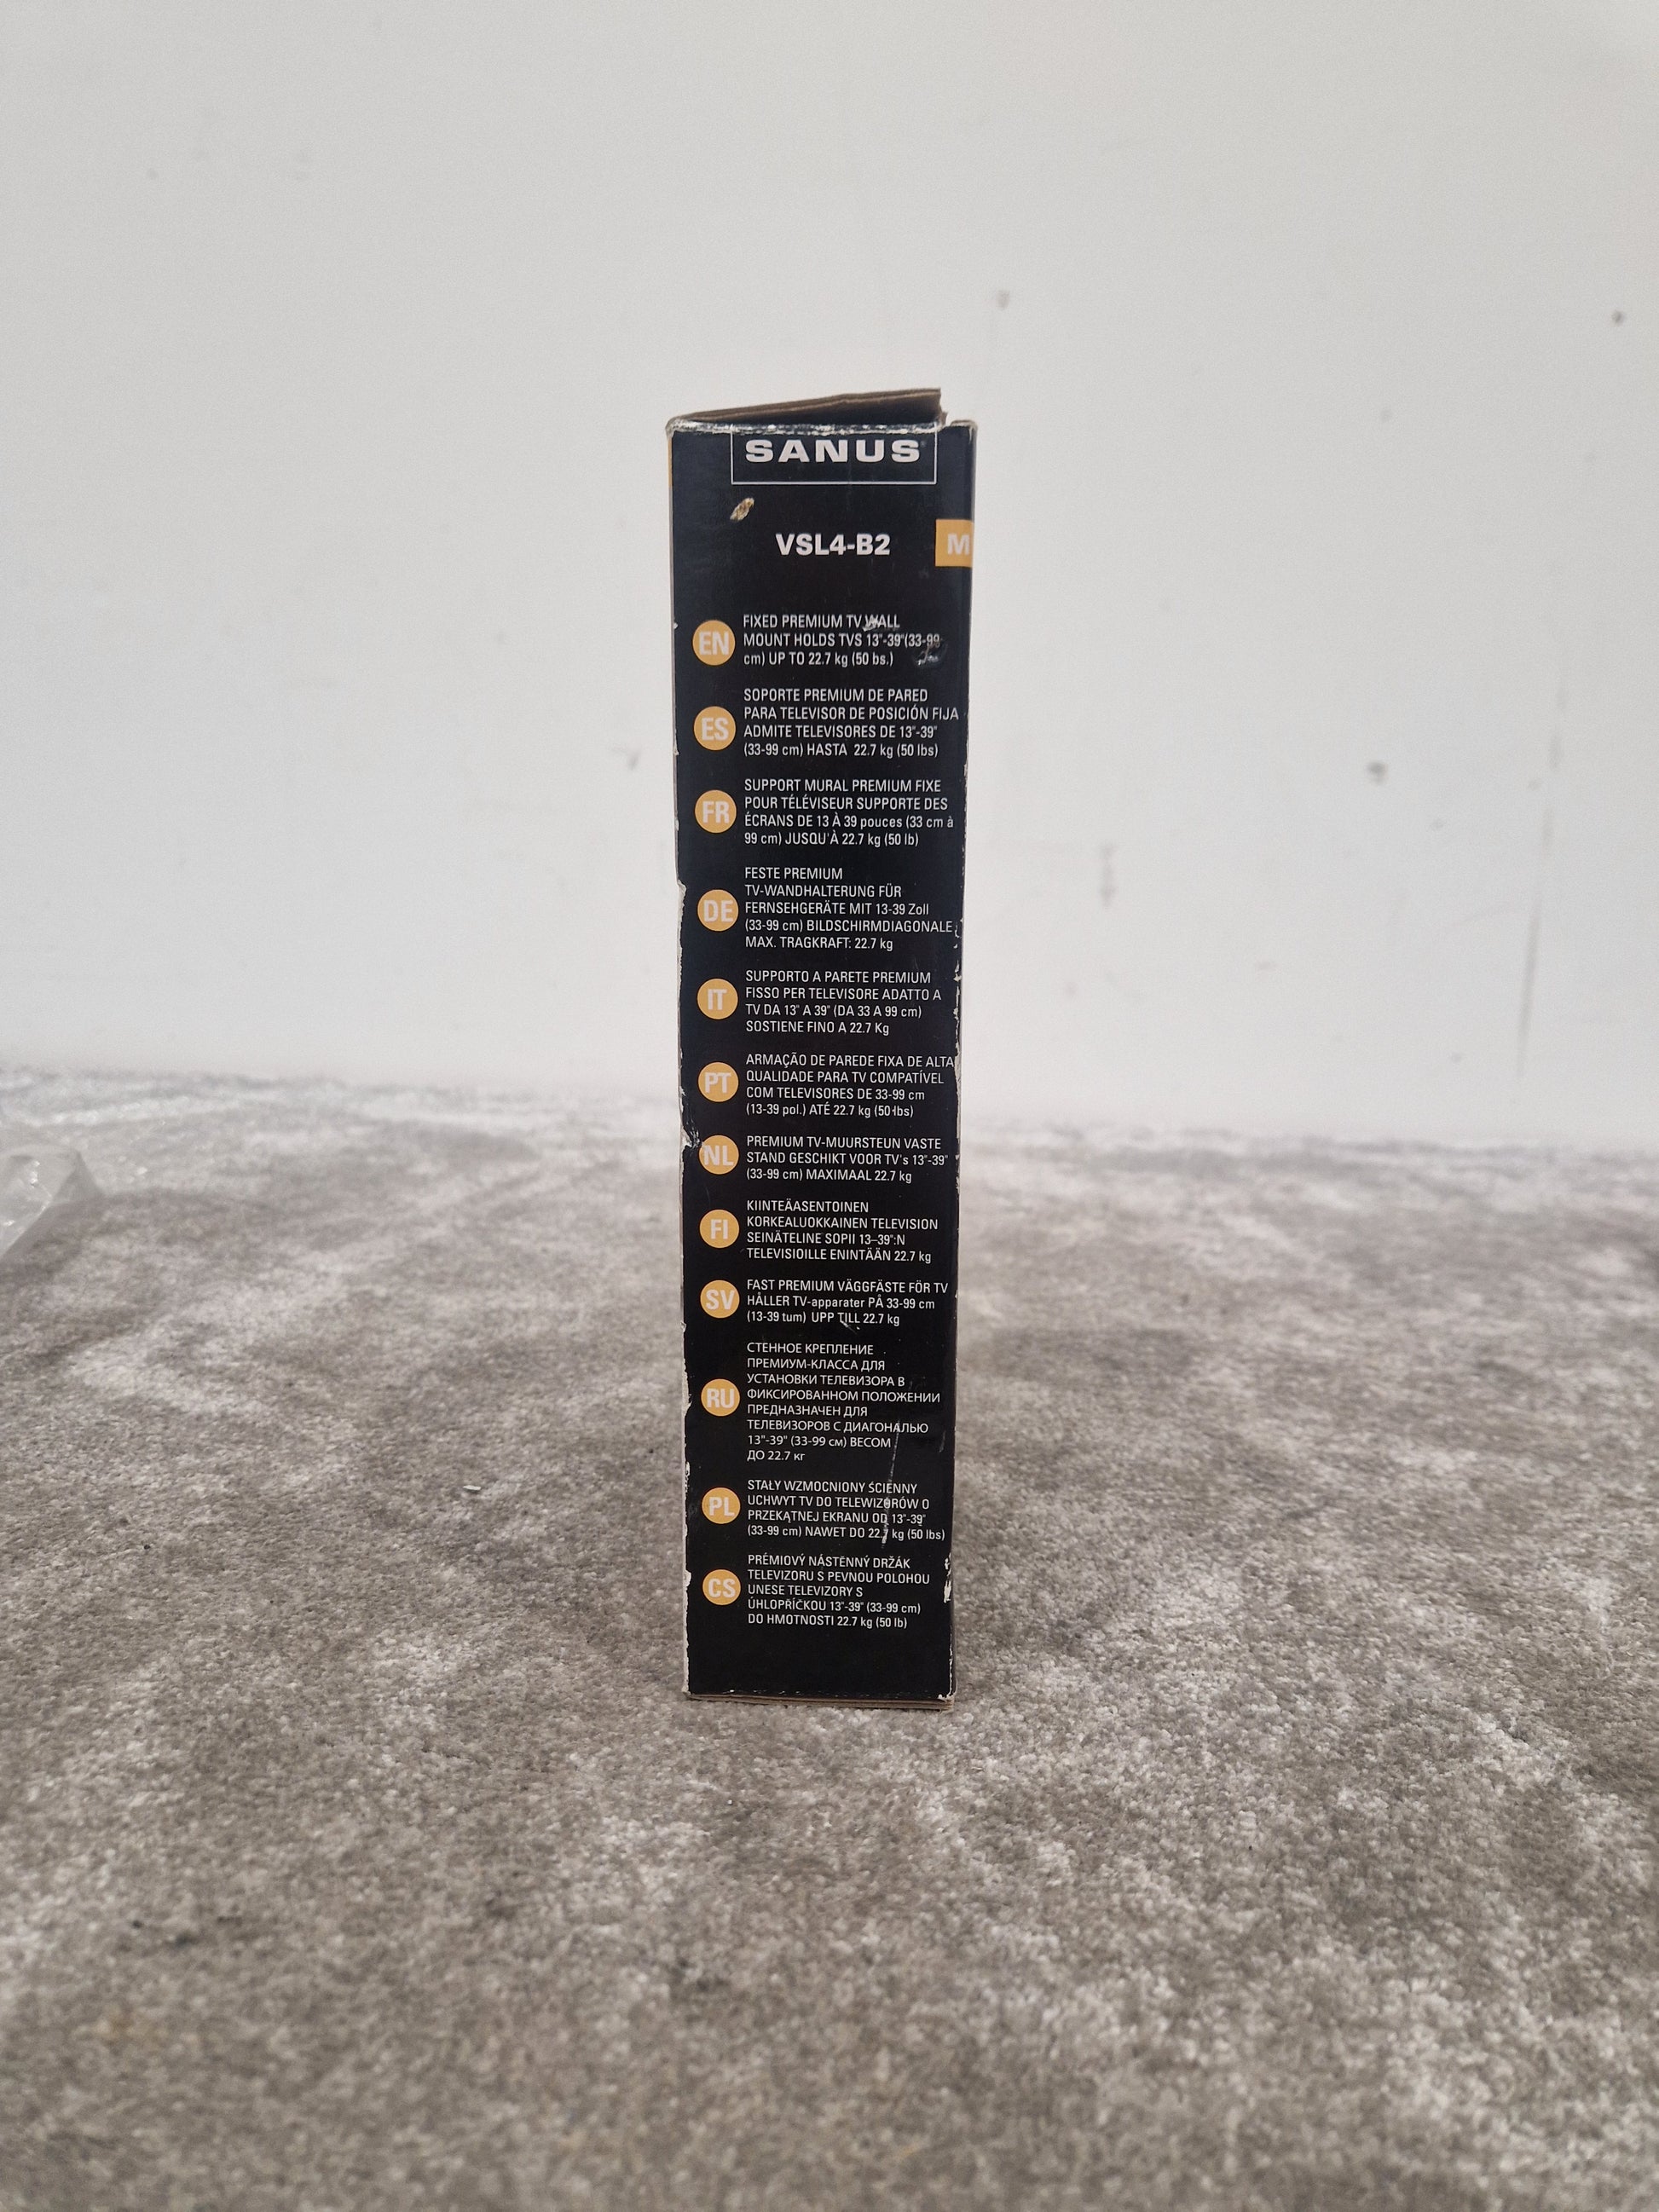 SANUS
VSL4-B2
M
EN
FIXED PREMIUM TV WALL
MOUNT HOLDS TVS 13"-39"(33-99
cm) UP TO 22.7 kg (50 bs.)
ES
SOPORTE PREMIUM DE PARED
PARA TELEVISOR DE POSICIÓN FIJA
ADMITE TELEVISORES DE 13"-39"
(33-99 cm) HASTA 22.7 kg (50 lbs)
FR
SUPPORT MURAL PREMIUM FIXE
POUR TÉLÉVISEUR SUPPORTE DES
ÉCRANS DE 13 À 39 pouces (33 cm à
99 cm) JUSQU'À 22.7 kg (50 lb)
DE
FESTE PREMIUM
TV-WANDHALTERUNG FÜR
FERNSEHGERÄTE MIT 13-39 Zoll
(33-99 cm) BILDSCHIRMDIAGONALE
MAX. TRAGKRAFT: 22.7 kg
IT
SUPPORTO A PARETE PREMIUM
FISSO PER TELEVISORE ADATTO A
TV DA 13" A 39" (DA 33 A 99 cm)
SOSTIENE FINO A 22.7 Kg
PT
ARMAÇÃO DE PAREDE FIXA DE ALTA
QUALIDADE PARA TV COMPATÍVEL
COM TELEVISORES DE 33-99 cm
(13-39 pol.) ATÉ 22.7 kg (50 lbs)
NL
PREMIUM TV-MUURSTEUN VASTE
STAND GESCHIKT VOOR TV's 13"-39"
(33-99 cm) MAXIMAAL 22.7 kg
FI
KIINTEÄASENTOINEN
KORKEALUOKKAINEN TELEVISION
SEINÄTELINE SOPII 13–39":N
TELEVISIOILLE ENINTÄÄN 22.7 kg
SV
FAST PREMIUM VÄGGFÄSTE FÖR TV
HÅLLER TV-apparater PÅ 33-99 cm
(13-39 tum) UPP TILL 22.7 kg
RU
СТЕННОЕ КРЕПЛЕНИЕ
ПРЕМИУМ-КЛАССА ДЛЯ
УСТАНОВКИ ТЕЛЕВИЗОРА В
ФИКСИРОВАННОМ ПОЛОЖЕНИИ
ПРЕДНАЗНАЧЕН ДЛЯ
ТЕЛЕВИЗОРОВ С ДИАГОНАЛЬЮ
13"-39" (33-99 см) ВЕСОМ
ДО 22.7 кг
PL
STAŁY WZMOCNIONY ŚCIENNY
UCHWYT TV DO TELEWIZORÓW O
PRZEKĄTNEJ EKRANU OD 13"-39"
(33-99 cm) NAWET DO 22.7 kg (50 lbs)
CS
PRÉMIOVÝ NÁSTĚNNÝ DRŽÁK
TELEVIZORU S PEVNOU POLOHOU
UNESE TELEVIZORY S
ÚHLOPŘÍČKOU 13"-39" (33-99 cm)
DO HMOTNOSTI 22.7 kg (50 lb)